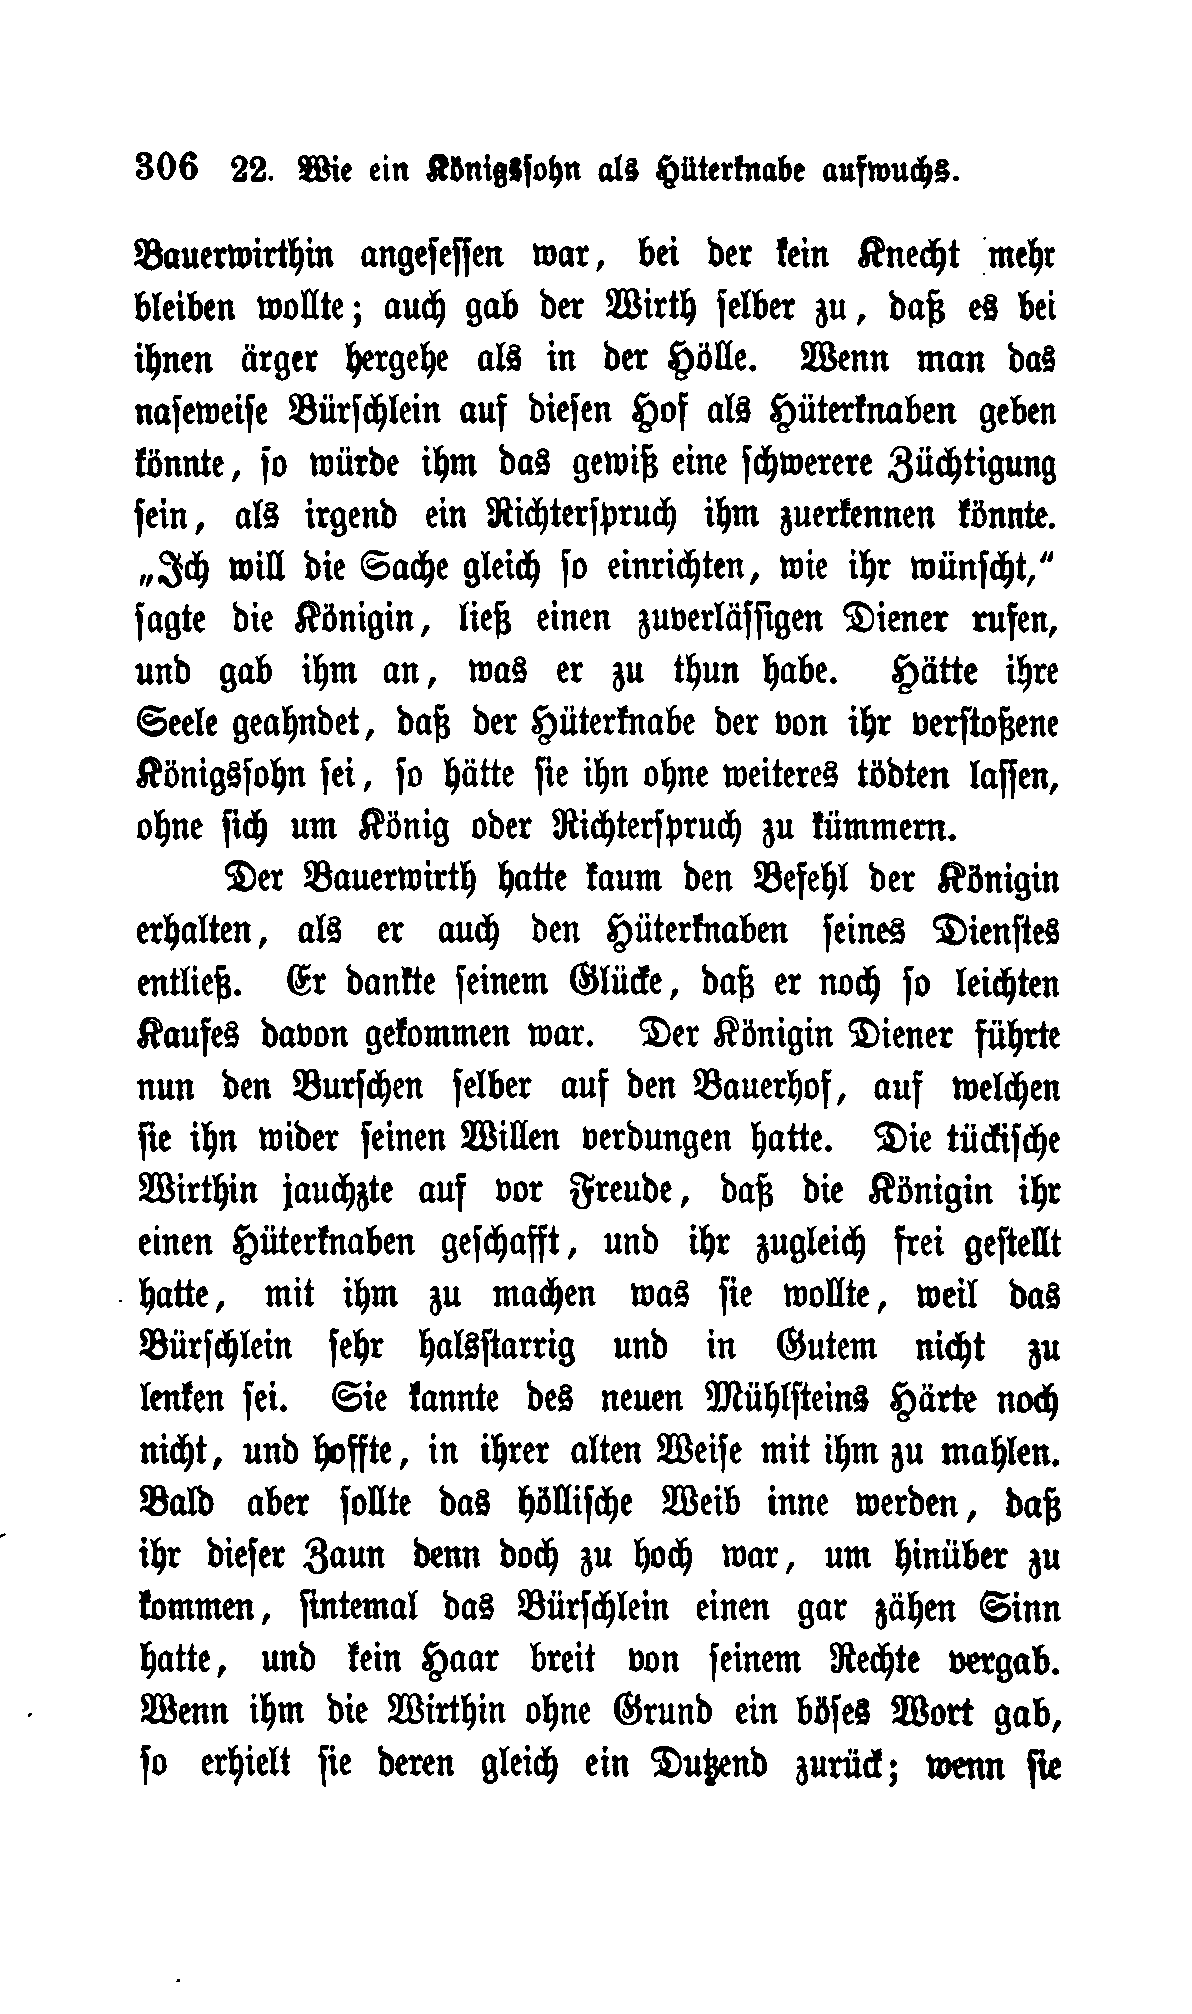 306 22. Wie ein Königssohn als Hüterknabe aufwuchs.
Bauerwirthin angesessen war, bei der kein Knecht mehr
bleiben wollte; auch gab der Wirth selber zu, daß es bei
ihnen ärger hergehe als in der Hölle. Wenn man das
naseweise Bürschlein auf diesen Hof als Hüterknaben geben
könnte, so würde ihm das gewiß eine schwerere Züchtigung
sein, als irgend ein Richterspruch ihm zuerkennen könnte.
„Ich will die Sache gleich so einrichten, wie ihr wünscht,“
sagte die Königin, ließ einen zuverlässigen Diener rufen,
und gab ihm an, was er zu thun habe. Hätte ihre
Seele geahndet, daß der Hüterknabe der von ihr verstoßene
Königssohn sei, so hätte sie ihn ohne weiteres tödten lassen,
ohne sich um König oder Richterspruch zu kümmern.
Der Bauerwirth hatte kaum den Befehl der Königin
erhalten, als er auch den Hüterknaben seines Dienstes
entließ. Er dankte seinem Glücke, daß er noch so leichten
Kaufes davon gekommen war. Der Königin Diener führte
nun den Burschen selber auf den Bauerhof, auf welchen
sie ihn wider seinen Willen verdungen hatte. Die tückische
Wirthin jauchzte auf vor Freude, daß die Königin ihr
einen Hüterknaben geschafft, und ihr zugleich frei gestellt
hatte, mit ihm zu machen was sie wollte, weil das
Bürschlein sehr halsstarrig und in Gutem nicht zu
lenken sei. Sie kannte des neuen Mühlsteins Härte noch
nicht, und hoffte, in ihrer alten Weise mit ihm zu mahlen.
Bald aber sollte das höllische Weib inne werden, daß
ihr dieser Zaun denn doch zu hoch war, um hinüber zu
kommen, sintemal das Bürschlein einen gar zähen Sinn
hatte, und kein Haar breit von seinem Rechte vergab.
Wenn ihm die Wirthin ohne Grund ein böses Wort gab,
so erhielt sie deren gleich ein Dutzend zurück; wenn sie